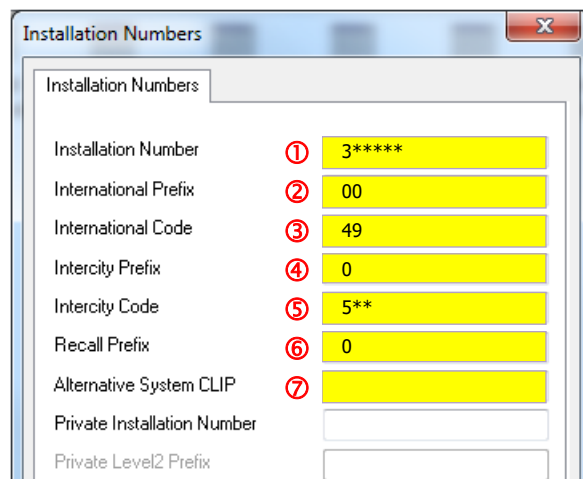 Installation Numbers
X
Installation Numbers
Installation Number ① 3*****
International Prefix ② 00
International Code ③ 49
Intercity Prefix ④ 0
Intercity Code ⑤ 5**
Recall Prefix ⑥ 0
Alternative System CLIP ⑦
Private Installation Number
Private Level2 Prefix